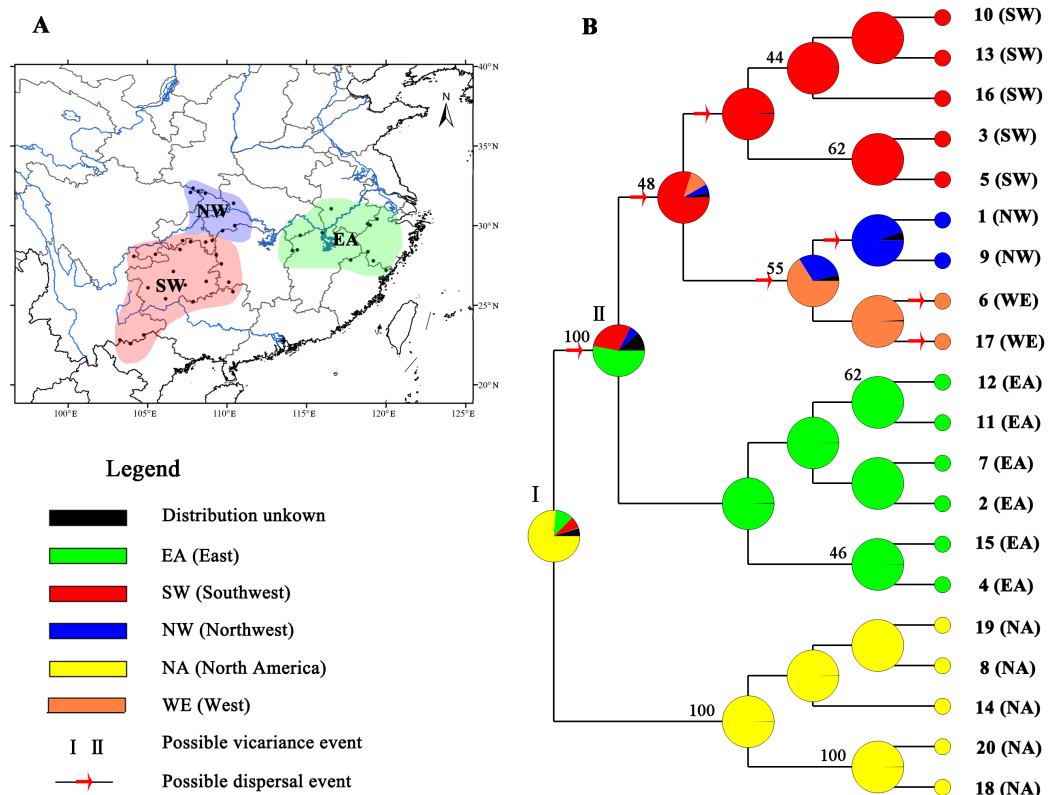 A
N
40°N
35°N
30°N
25°N
20°N
100°E
105°E
110°E
115°E
120°E
125°E
NW
EA
SW
Legend
Distribution unkown
EA (East)
SW (Southwest)
NW (Northwest)
NA (North America)
WE (West)
I II Possible vicariance event
Possible dispersal event
B
10 (SW)
44
13 (SW)
16 (SW)
3 (SW)
62
5 (SW)
48
1 (NW)
9 (NW)
55
6 (WE)
17 (WE)
II
100
12 (EA)
62
11 (EA)
7 (EA)
2 (EA)
I
15 (EA)
46
4 (EA)
19 (NA)
8 (NA)
14 (NA)
100
20 (NA)
100
18 (NA)